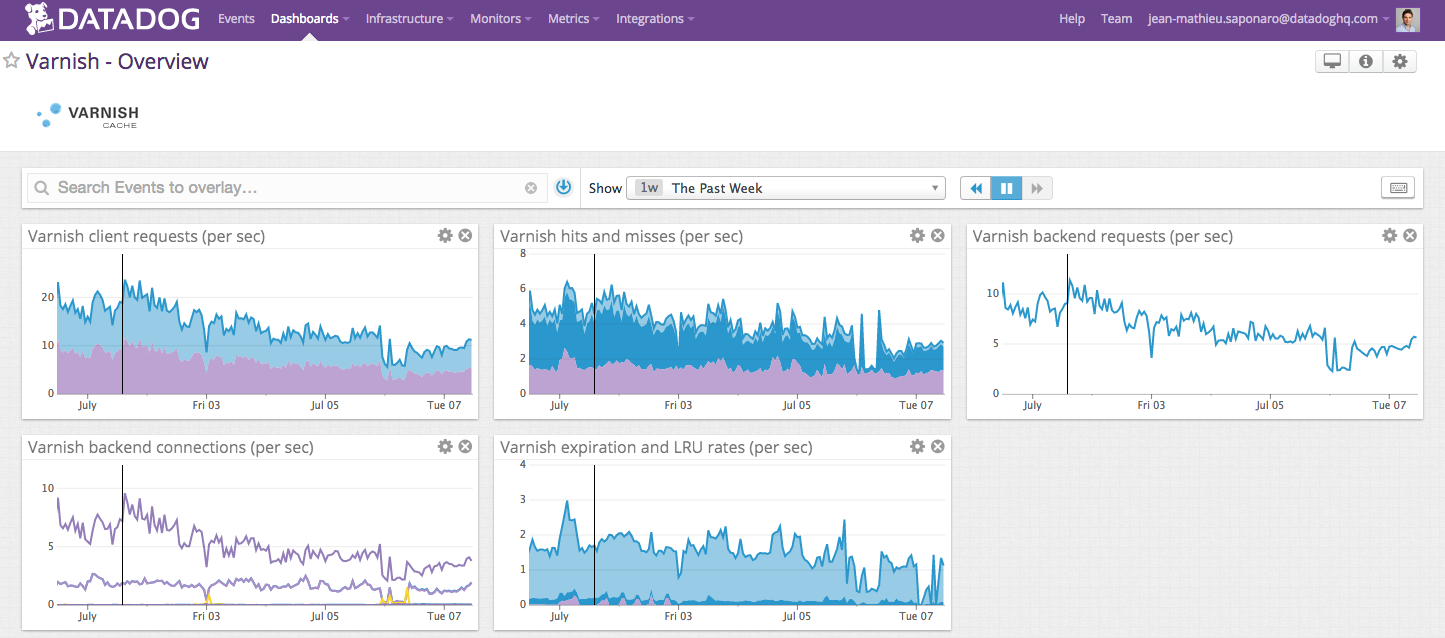 DATADOG Events Dashboards Infrastructure Monitors Metrics Integrations Help Team jean-mathieu.saponaro@datadoghq.com
Varnish - Overview
VARNISH
CACHE
Search Events to overlay... Show 1w The Past Week
Varnish client requests (per sec)
20
10
0
July Fri 03 Jul 05 Tue 07
Varnish hits and misses (per sec)
8
6
4
2
0
July Fri 03 Jul 05 Tue 07
Varnish backend requests (per sec)
10
5
0
July Fri 03 Jul 05 Tue 07
Varnish backend connections (per sec)
10
5
0
July Fri 03 Jul 05 Tue 07
Varnish expiration and LRU rates (per sec)
4
3
2
1
0
July Fri 03 Jul 05 Tue 07